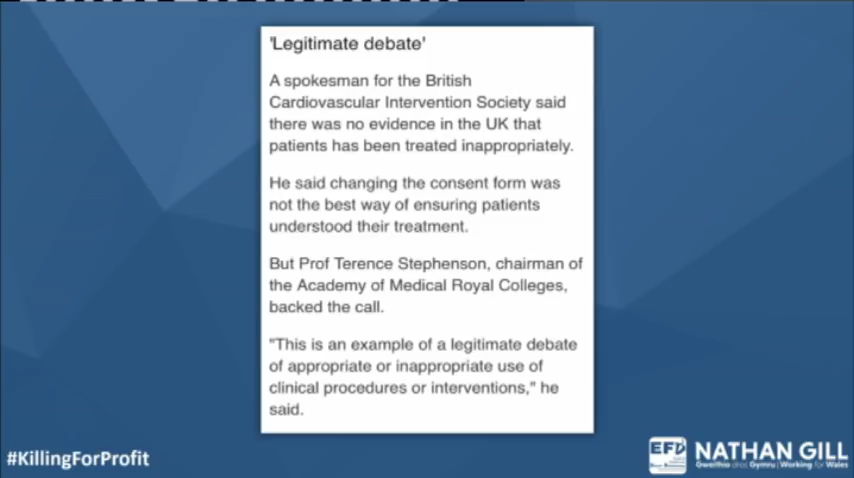 'Legitimate debate'
A spokesman for the British
Cardiovascular Intervention Society said
there was no evidence in the UK that
patients has been treated inappropriately.
He said changing the consent form was
not the best way of ensuring patients
understood their treatment.
But Prof Terence Stephenson, chairman of
the Academy of Medical Royal Colleges,
backed the call.
"This is an example of a legitimate debate
of appropriate or inappropriate use of
clinical procedures or interventions," he
said.
#KillingForProfit
EFD
NATHAN GILL
Gweithio dros Gymru | Working for Wales